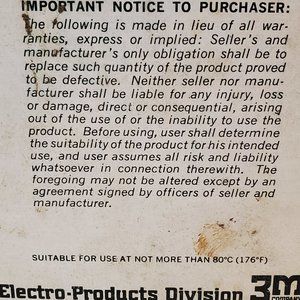 IMPORTANT NOTICE TO PURCHASER:
The following is made in lieu of all war-
ranties, express or implied: Seller's and
manufacturer's only obligation shall be to
replace such quantity of the product proved
to be defective. Neither seller nor manu-
facturer shall be liable for any injury, loss
or damage, direct or consequential, arising
out of the use of or the inability to use the
product. Before using, user shall determine
the suitability of the product for his intended
use, and user assumes all risk and liability
whatsoever in connection therewith. The
foregoing may not be altered except by an
agreement signed by officers of seller and
manufacturer.
SUITABLE FOR USE AT NOT MORE THAN 80°C (176°F)
Electro-Products Division 3M
COMPANY